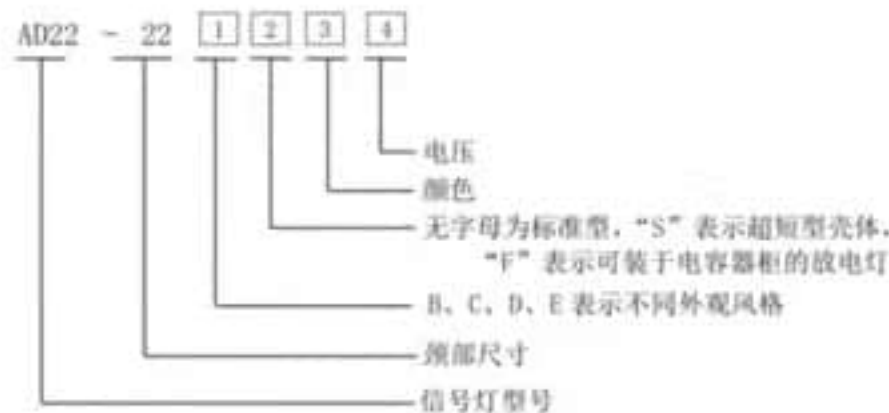 AD22 - 22 1 2 3 4
电压
颜色
无字母为标准型，“S”表示超短型壳体，
“F”表示可装于电容器柜的放电灯
B、C、D、E表示不同外观风格
颈部尺寸
信号灯型号